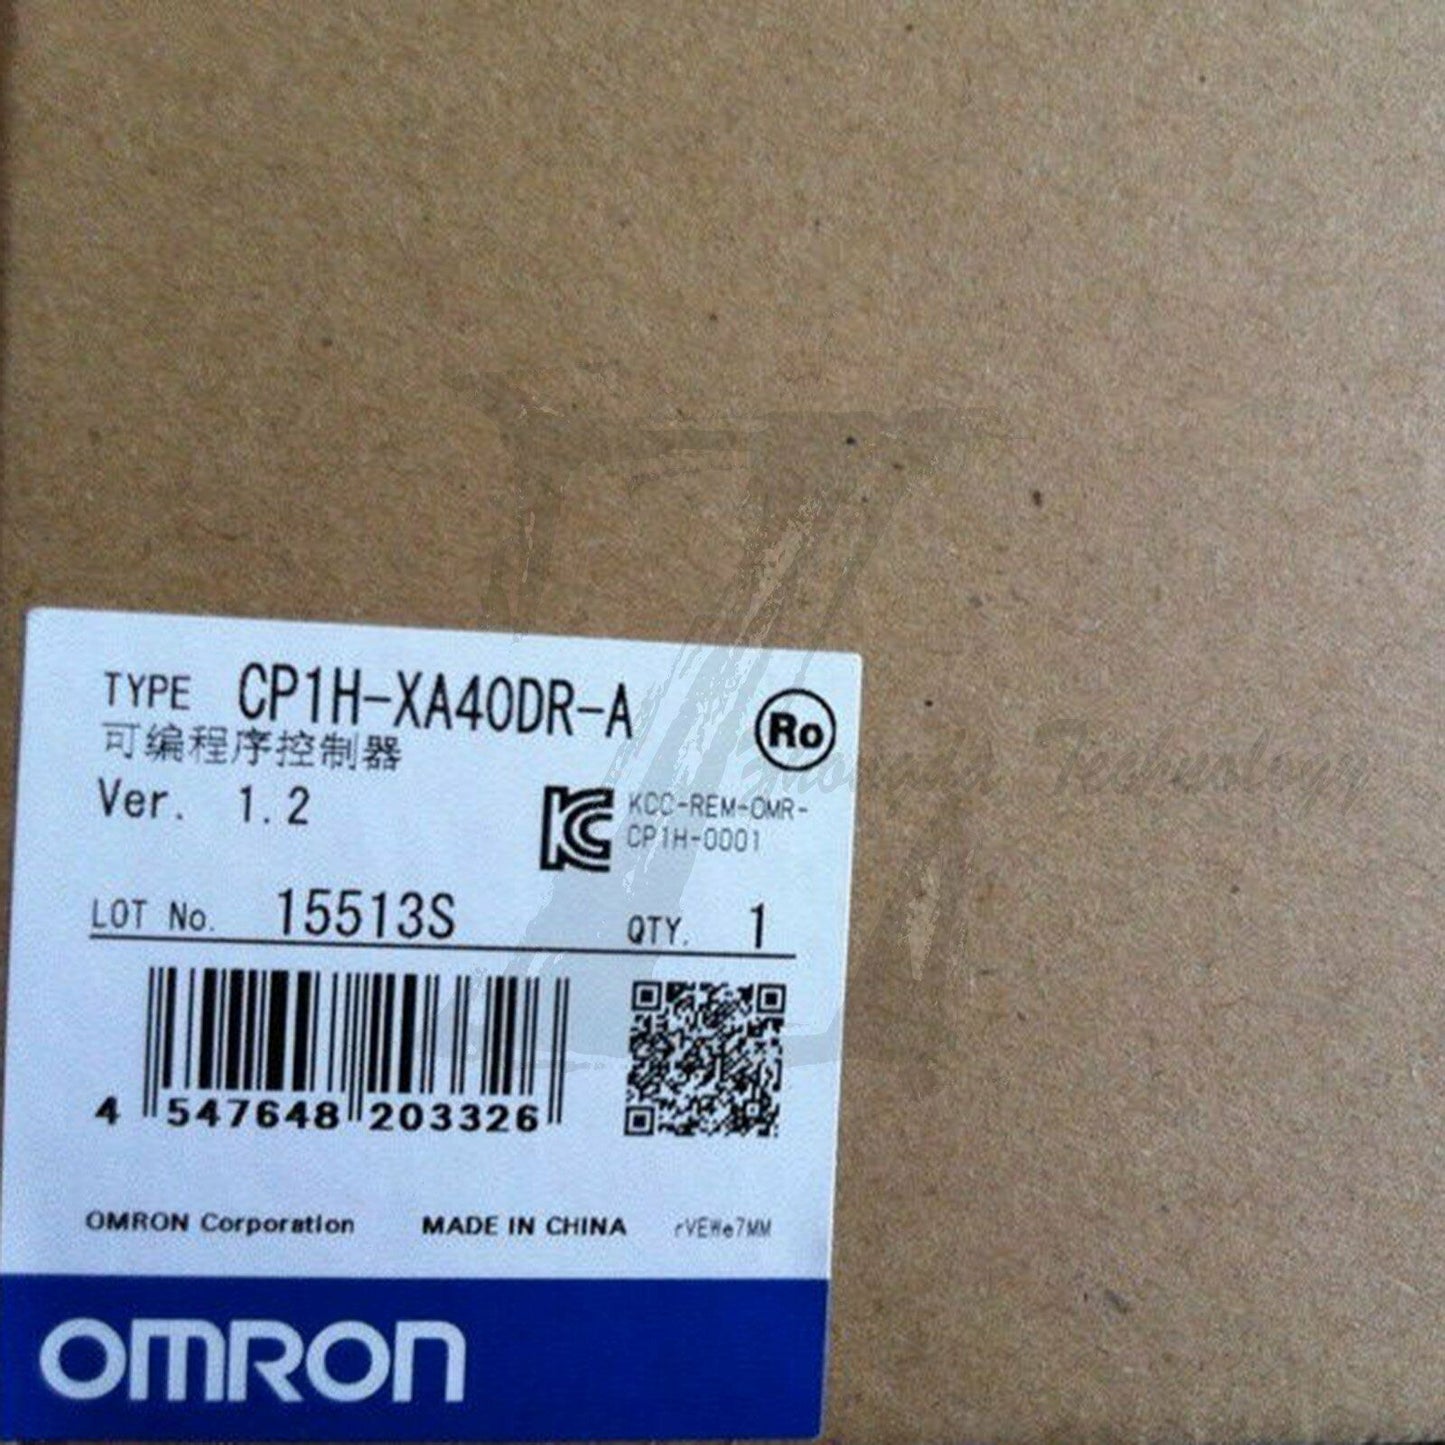 TYPE CP1H-XA40DR-A
可编程序控制器
Ro
Ver. 1.2
KCC-REM-OMR-
CP1H-0001
LOT No. 15513S QTY. 1
4 547648 203326
OMRON Corporation MADE IN CHINA rVEWe7MM
OMRON
Technology